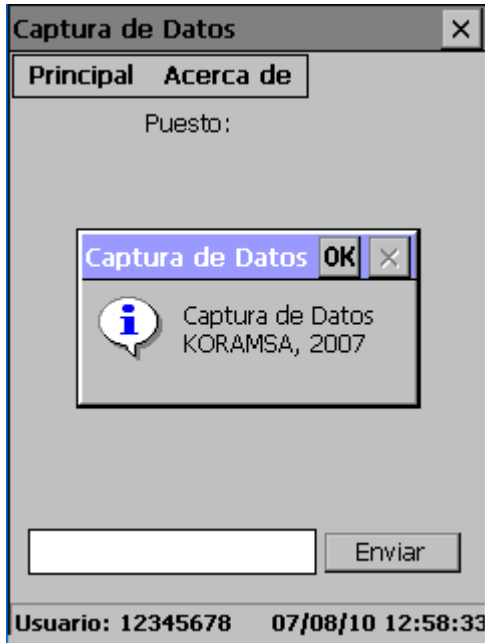 Captura de Datos
Principal Acerca de
Puesto:
Captura de Datos OK
Captura de Datos
KORAMSA, 2007
Enviar
Usuario: 12345678 07/08/10 12:58:33